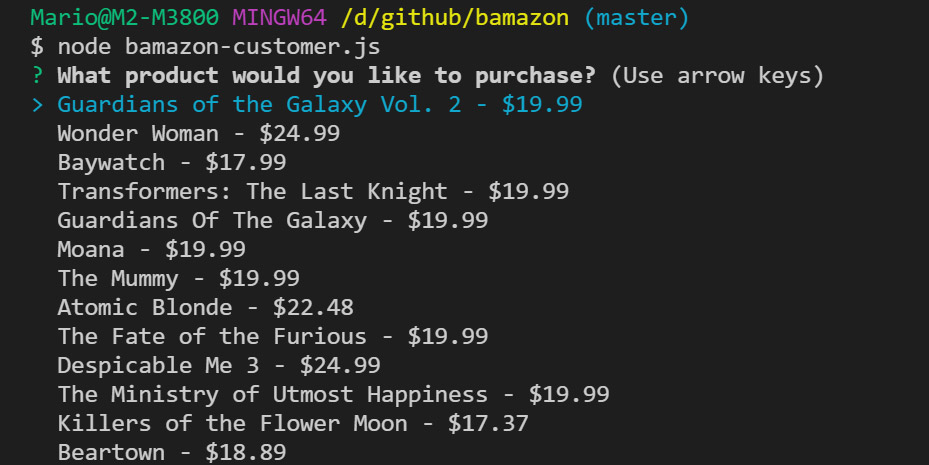 Mario@M2-M3800 MINGW64 /d/github/bamazon (master)
$ node bamazon-customer.js
? What product would you like to purchase? (Use arrow keys)
> Guardians of the Galaxy Vol. 2 - $19.99
Wonder Woman - $24.99
Baywatch - $17.99
Transformers: The Last Knight - $19.99
Guardians Of The Galaxy - $19.99
Moana - $19.99
The Mummy - $19.99
Atomic Blonde - $22.48
The Fate of the Furious - $19.99
Despicable Me 3 - $24.99
The Ministry of Utmost Happiness - $19.99
Killers of the Flower Moon - $17.37
Beartown - $18.89